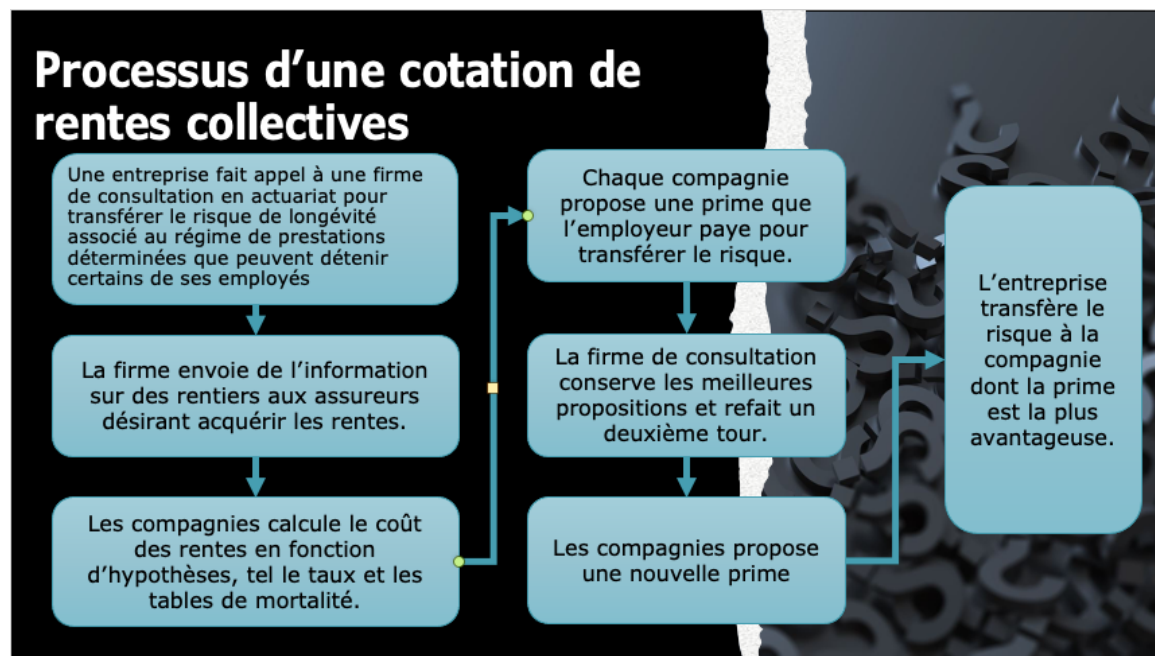 Processus d’une cotation de
rentes collectives
Une entreprise fait appel à une firme
de consultation en actuariat pour
transférer le risque de longévité
associé au régime de prestations
déterminées que peuvent détenir
certains de ses employés
La firme envoie de l’information
sur des rentiers aux assureurs
désirant acquérir les rentes.
Les compagnies calcule le coût
des rentes en fonction
d’hypothèses, tel le taux et les
tables de mortalité.
Chaque compagnie
propose une prime que
l’employeur paye pour
transférer le risque.
La firme de consultation
conserve les meilleures
propositions et refait un
deuxième tour.
Les compagnies propose
une nouvelle prime
L’entreprise
transfère le
risque à la
compagnie
dont la prime
est la plus
avantageuse.